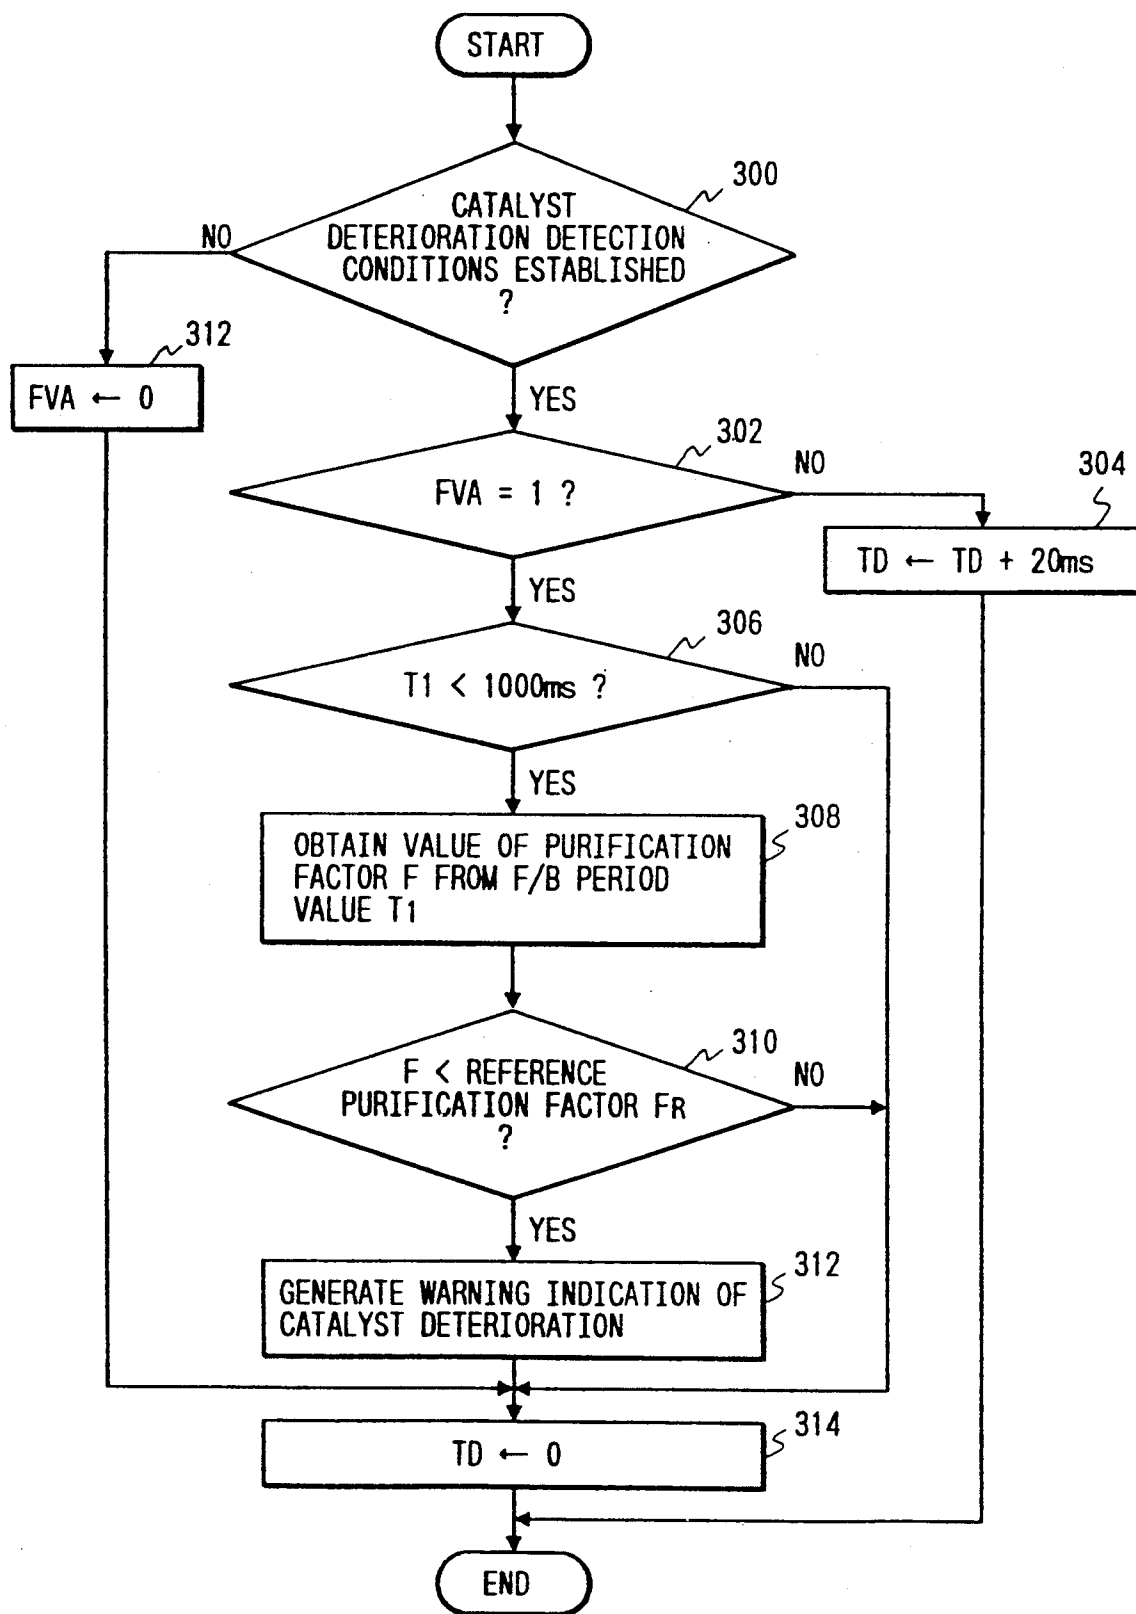 START
300
CATALYST
DETERIORATION DETECTION
CONDITIONS ESTABLISHED
?
NO
312
FVA ← 0
YES
302
FVA = 1 ?
NO
304
TD ← TD + 20ms
YES
306
T1 < 1000ms ?
NO
YES
308
OBTAIN VALUE OF PURIFICATION
FACTOR F FROM F/B PERIOD
VALUE T1
310
F < REFERENCE
PURIFICATION FACTOR FR
?
NO
YES
312
GENERATE WARNING INDICATION OF
CATALYST DETERIORATION
314
TD ← 0
END